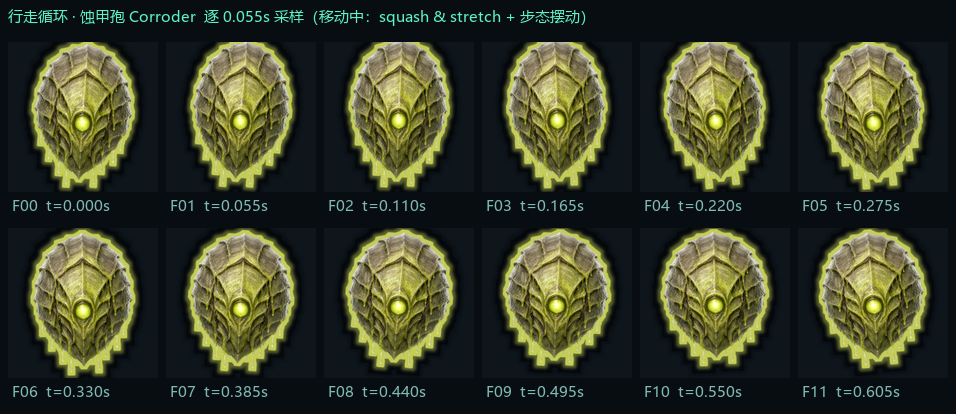 行走循环 · 蚀甲孢 Corroder 逐 0.055s 采样（移动中：squash & stretch + 步态摆动）
F00 t=0.000s
F01 t=0.055s
F02 t=0.110s
F03 t=0.165s
F04 t=0.220s
F05 t=0.275s
F06 t=0.330s
F07 t=0.385s
F08 t=0.440s
F09 t=0.495s
F10 t=0.550s
F11 t=0.605s